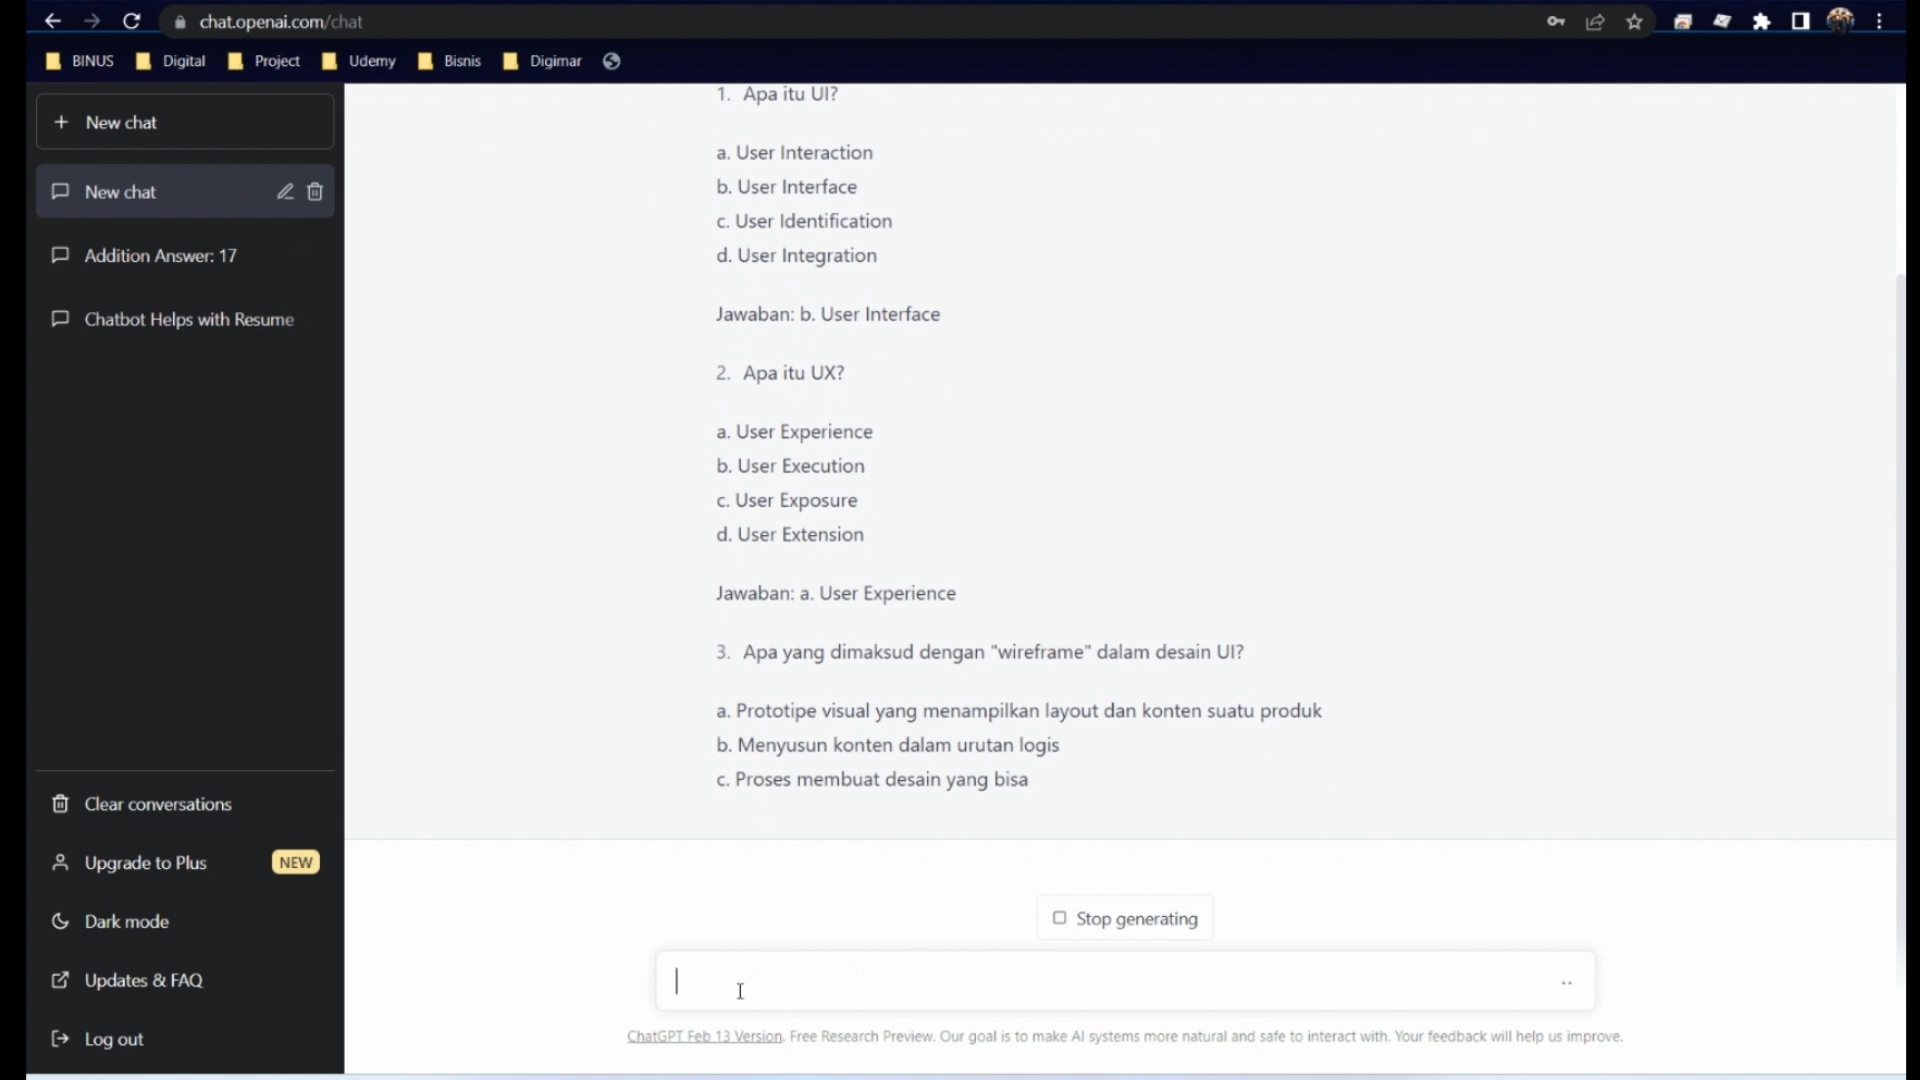 chat.openai.com/chat
BINUS
Digital
Project
Udemy
Bisnis
Digimar
New chat
New chat
Addition Answer: 17
Chatbot Helps with Resume
Clear conversations
Upgrade to Plus
NEW
Dark mode
Updates & FAQ
Log out
1. Apa itu UI?
a. User Interaction
b. User Interface
c. User Identification
d. User Integration
Jawaban: b. User Interface
2. Apa itu UX?
a. User Experience
b. User Execution
c. User Exposure
d. User Extension
Jawaban: a. User Experience
3. Apa yang dimaksud dengan "wireframe" dalam desain UI?
a. Prototipe visual yang menampilkan layout dan konten suatu produk
b. Menyusun konten dalam urutan logis
c. Proses membuat desain yang bisa
Stop generating
ChatGPT Feb 13 Version. Free Research Preview. Our goal is to make AI systems more natural and safe to interact with. Your feedback will help us improve.